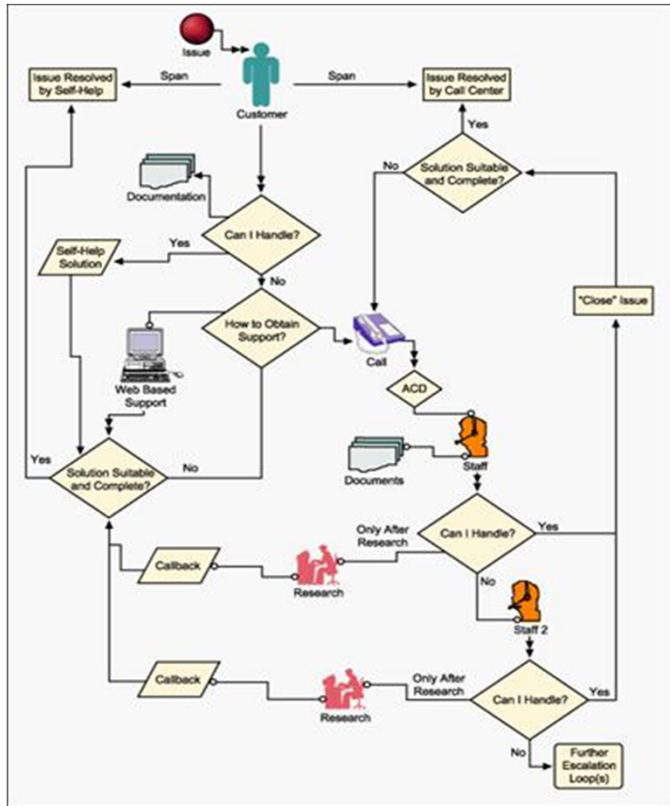 Issue
Issue Resolved
by Self-Help
Span
Span
Issue Resolved
by Call Center
Customer
Yes
No
Solution Suitable
and Complete?
Documentation
Can I Handle?
Yes
Self-Help
Solution
No
"Close" Issue
How to Obtain
Support?
Call
Web Based
Support
ACD
Yes
Solution Suitable
and Complete?
No
Documents
Staff
Only After
Research
Can I Handle?
Yes
Callback
Research
No
Staff 2
Only After
Research
Callback
Can I Handle?
Yes
Research
No
Further
Escalation
Loop(s)